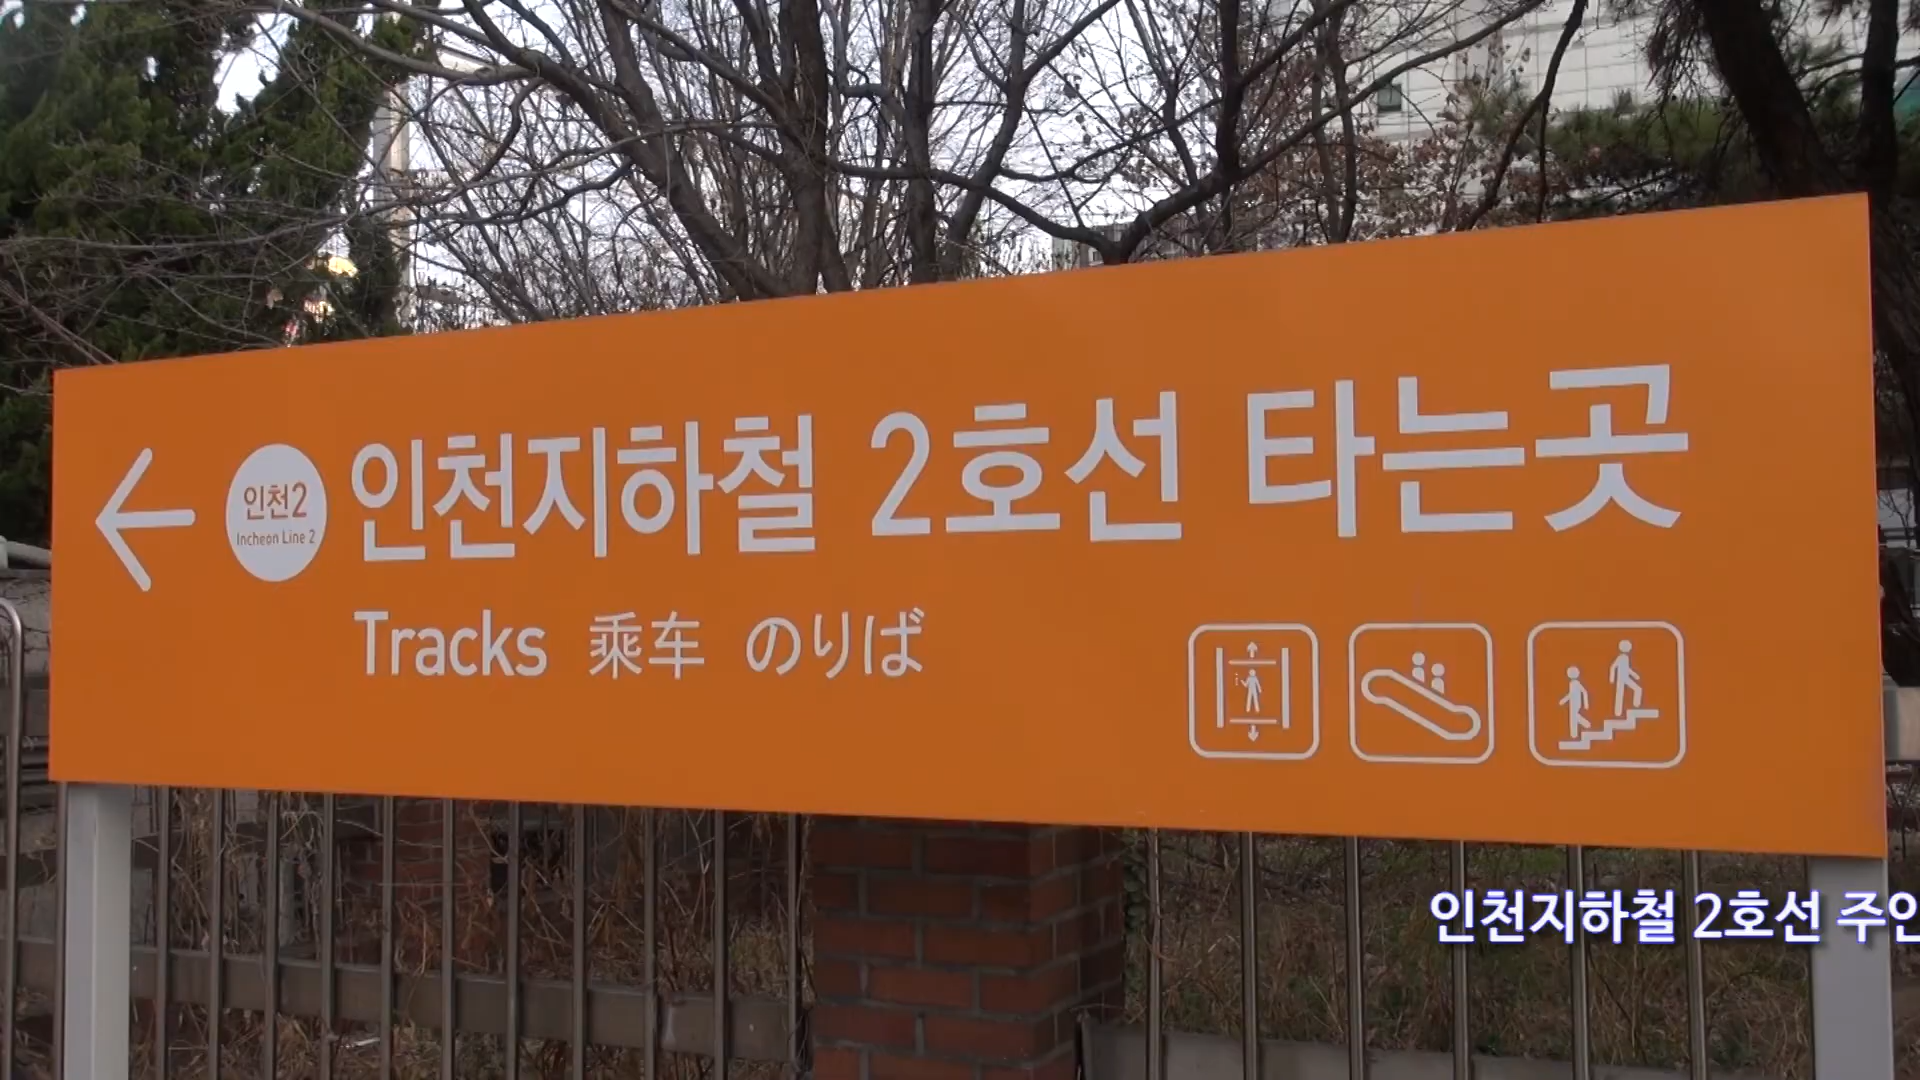 인천2
Incheon Line 2
인천지하철 2호선 타는곳
Tracks 乘车 のりば
인천지하철 2호선 주안